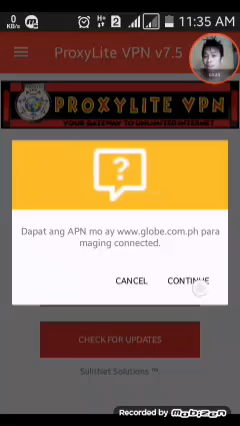 0
KB/s
H+
2
11:35 AM
ProxyLite VPN v7.5
PROXYLITE VPN
YOUR GATEWAY TO UNLIMITED INTERNET
?
Dapat ang APN mo ay www.globe.com.ph para
maging connected.
CANCEL
CONTINUE
CHECK FOR UPDATES
SulitNet Solutions ™
Recorded by Mobizen